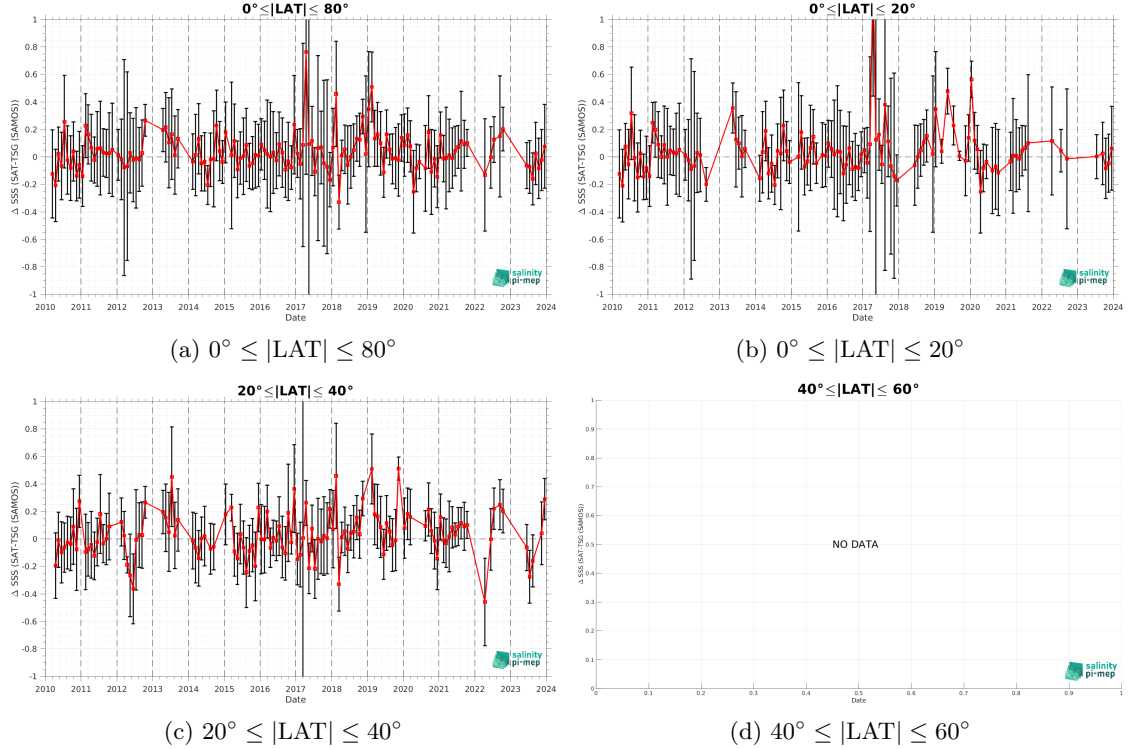 0°≤|LAT|≤ 80°
Δ SSS (SAT-TSG (SAMOS))
1
0.8
0.6
0.4
0.2
0
-0.2
-0.4
-0.6
-0.8
-1
2010 2011 2012 2013 2014 2015 2016 2017 2018 2019 2020 2021 2022 2023 2024
Date
salinity
pi-mep
(a) 0° ≤ |LAT| ≤ 80°
0°≤|LAT|≤ 20°
Δ SSS (SAT-TSG (SAMOS))
1
0.8
0.6
0.4
0.2
0
-0.2
-0.4
-0.6
-0.8
-1
2010 2011 2012 2013 2014 2015 2016 2017 2018 2019 2020 2021 2022 2023 2024
Date
salinity
pi-mep
(b) 0° ≤ |LAT| ≤ 20°
20°≤|LAT|≤ 40°
Δ SSS (SAT-TSG (SAMOS))
1
0.8
0.6
0.4
0.2
0
-0.2
-0.4
-0.6
-0.8
-1
2010 2011 2012 2013 2014 2015 2016 2017 2018 2019 2020 2021 2022 2023 2024
Date
salinity
pi-mep
(c) 20° ≤ |LAT| ≤ 40°
40°≤|LAT|≤ 60°
Δ SSS (SAT-TSG (SAMOS))
1
0.9
0.8
0.7
0.6
0.5
0.4
0.3
0.2
0.1
0
NO DATA
0 0.1 0.2 0.3 0.4 0.5 0.6 0.7 0.8 0.9 1
Date
salinity
pi-mep
(d) 40° ≤ |LAT| ≤ 60°